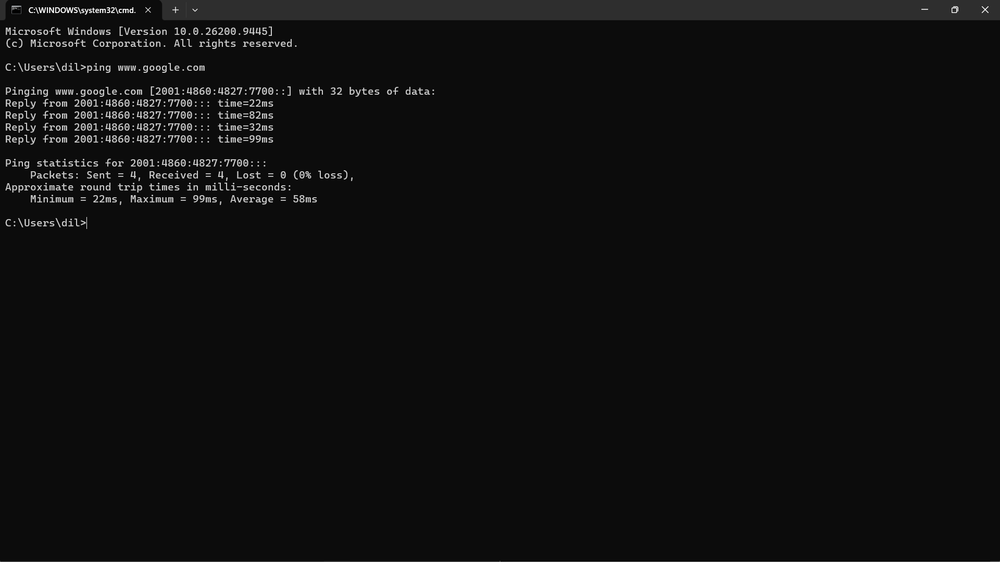 C:\WINDOWS\system32\cmd.
Microsoft Windows [Version 10.0.26200.9445]
(c) Microsoft Corporation. All rights reserved.
C:\Users\dil>ping www.google.com
Pinging www.google.com [2001:4860:4827:7700::] with 32 bytes of data:
Reply from 2001:4860:4827:7700::: time=22ms
Reply from 2001:4860:4827:7700::: time=82ms
Reply from 2001:4860:4827:7700::: time=32ms
Reply from 2001:4860:4827:7700::: time=99ms
Ping statistics for 2001:4860:4827:7700:::
    Packets: Sent = 4, Received = 4, Lost = 0 (0% loss),
Approximate round trip times in milli-seconds:
    Minimum = 22ms, Maximum = 99ms, Average = 58ms
C:\Users\dil>